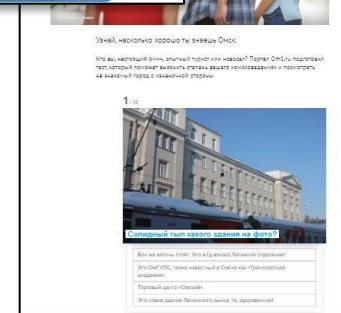 Узнай, насколько хорошо ты знаешь Омск.
Кто вы, настоящий омич, опытный турист или новосел? Портал Om1.ru подготовил
тест, который поможет выяснить степень вашего «омсковедения» и посмотреть
на знакомый город с изнаночной стороны.
1 / 10
Солидный тыл какого здания на фото?
Вон же вагоны стоят. Это ж/д вокзал, багажное отделение!
Это ОмГУПС, также известный в Омске как «Транспортная
академия».
Торговый центр «Омский».
Это новое здание Ленинского рынка, то, здоровенное!